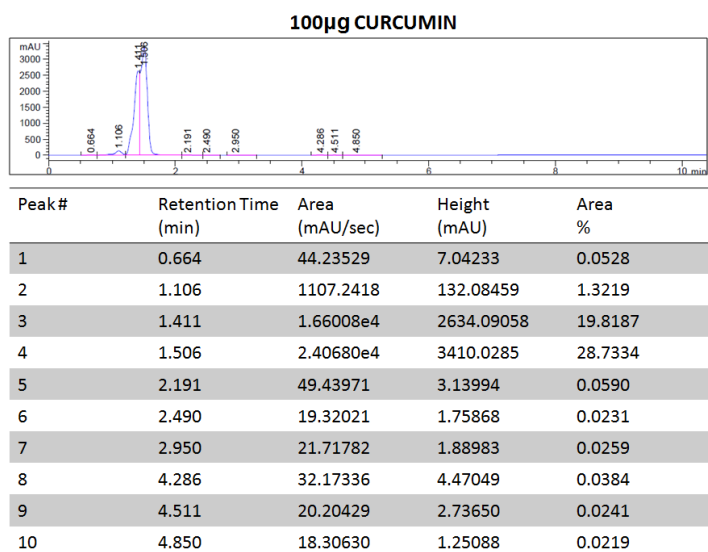 100µg CURCUMIN
mAU
3000
2500
2000
1500
1000
500
0
0.664
1.106
1.411
1.506
2.191
2.490
2.950
4.286
4.511
4.850
0 2 4 6 8 10 min
Peak # Retention Time (min) Area (mAU/sec) Height (mAU) Area %
1 0.664 44.23529 7.04233 0.0528
2 1.106 1107.2418 132.08459 1.3219
3 1.411 1.66008e4 2634.09058 19.8187
4 1.506 2.40680e4 3410.0285 28.7334
5 2.191 49.43971 3.13994 0.0590
6 2.490 19.32021 1.75868 0.0231
7 2.950 21.71782 1.88983 0.0259
8 4.286 32.17336 4.47049 0.0384
9 4.511 20.20429 2.73650 0.0241
10 4.850 18.30630 1.25088 0.0219